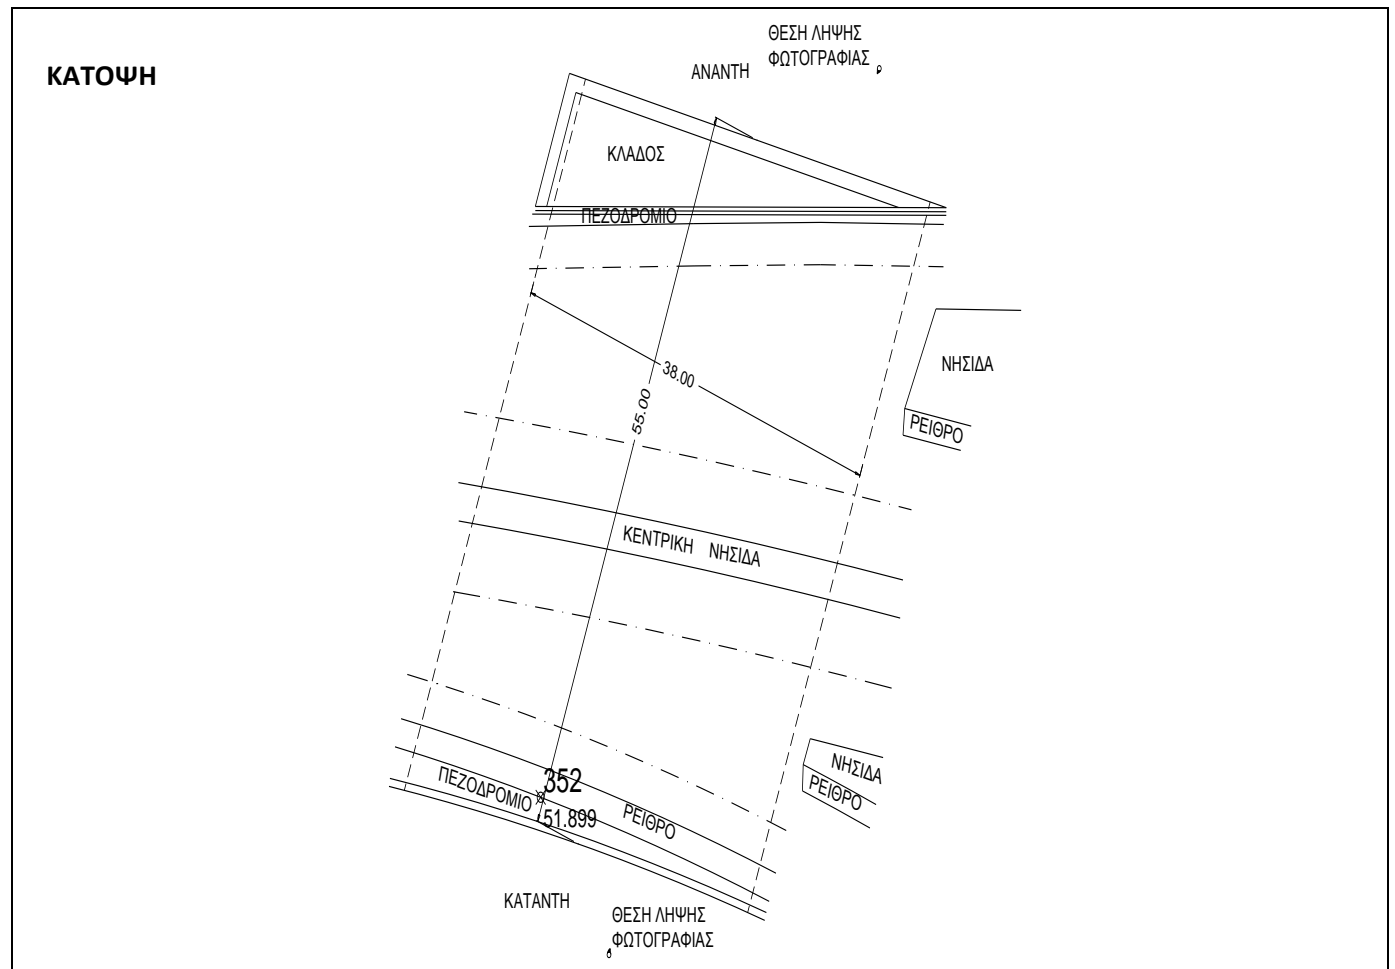 ΚΑΤΟΨΗ
ΘΕΣΗ ΛΗΨΗΣ
ΦΩΤΟΓΡΑΦΙΑΣ
ΑΝΑΝΤΗ
ΚΛΑΔΟΣ
ΠΕΖΟΔΡΟΜΙΟ
ΝΗΣΙΔΑ
38.00
55.00
ΡΕΙΘΡΟ
ΚΕΝΤΡΙΚΗ ΝΗΣΙΔΑ
ΝΗΣΙΔΑ
ΡΕΙΘΡΟ
352
ΠΕΖΟΔΡΟΜΙΟ
51.899
ΡΕΙΘΡΟ
ΚΑΤΑΝΤΗ
ΘΕΣΗ ΛΗΨΗΣ
ΦΩΤΟΓΡΑΦΙΑΣ